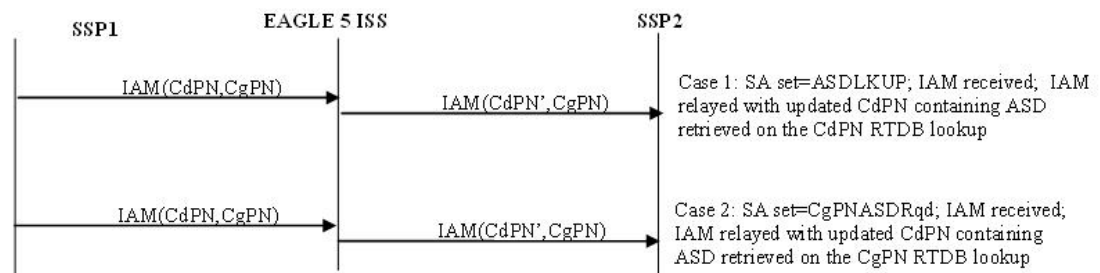 SSP1
EAGLE 5 ISS
SSP2
IAM(CdPN,CgPN)
IAM(CdPN',CgPN)
Case 1: SA set=ASDLKUP; IAM received; IAM
relayed with updated CdPN containing ASD
retrieved on the CdPN RTDB lookup
IAM(CdPN,CgPN)
IAM(CdPN',CgPN)
Case 2: SA set=CgPNASDRqd; IAM received;
IAM relayed with updated CdPN containing
ASD retrieved on the CgPN RTDB lookup